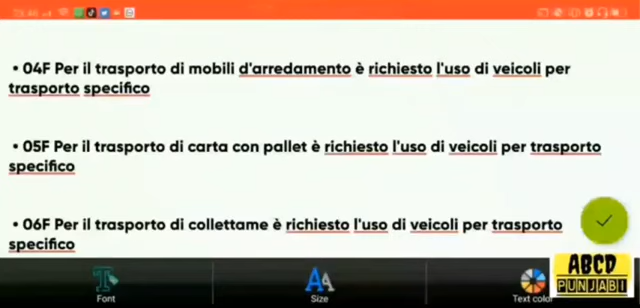 • 04F Per il trasporto di mobili d'arredamento è richiesto l'uso di veicoli per
trasporto specifico
• 05F Per il trasporto di carta con pallet è richiesto l'uso di veicoli per trasporto
specifico
• 06F Per il trasporto di collettame è richiesto l'uso di veicoli per trasporto
specifico
Font
Size
Text color
ABCD
PUNJABI